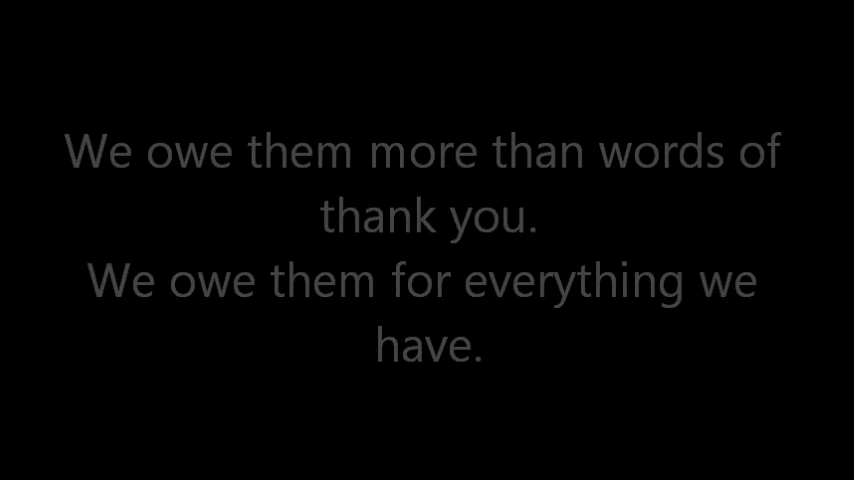 We owe them more than words of
thank you.
We owe them for everything we
have.